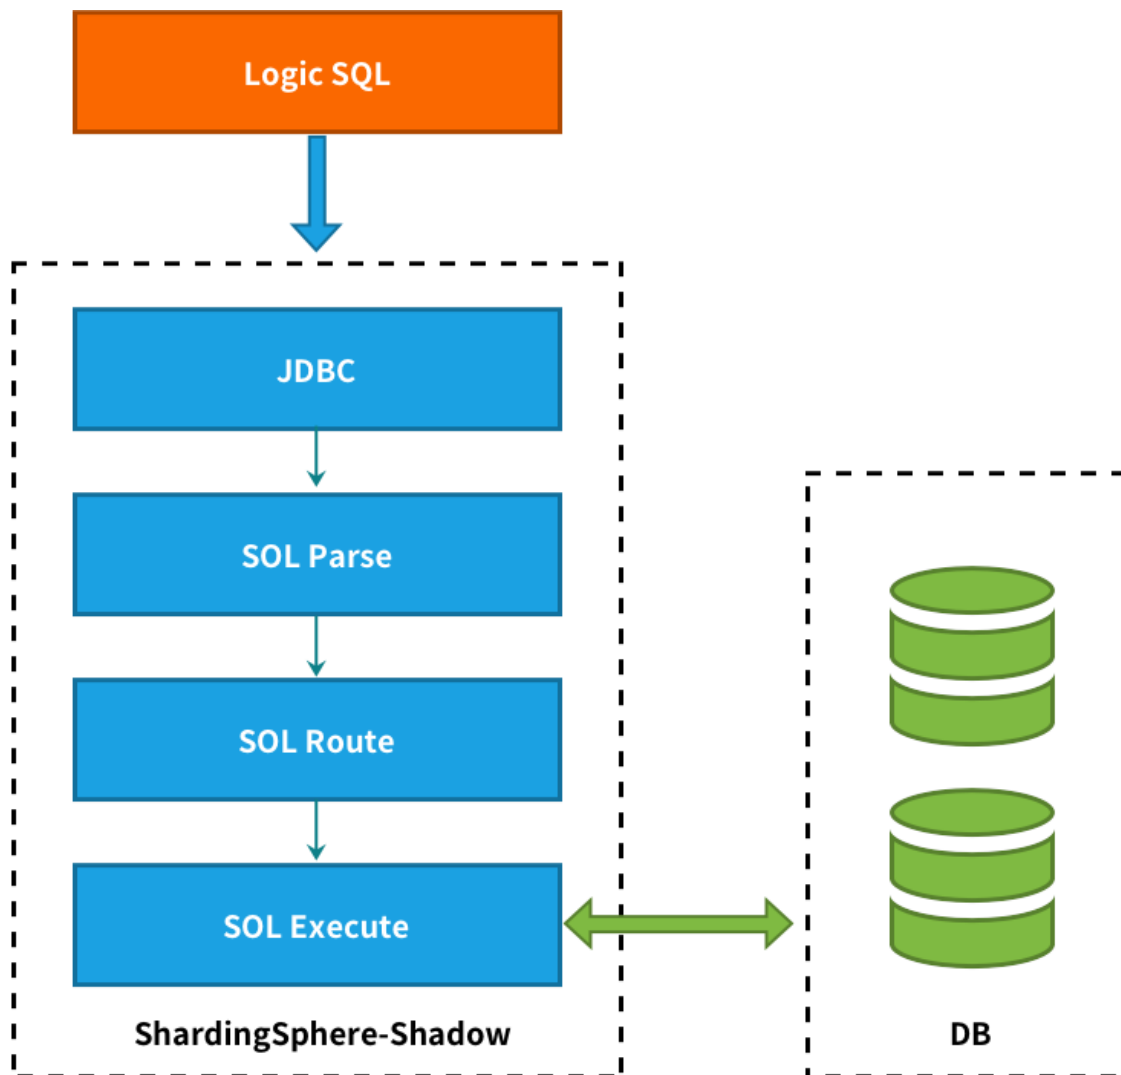 Logic SQL
JDBC
SOL Parse
SOL Route
SOL Execute
ShardingSphere-Shadow
DB